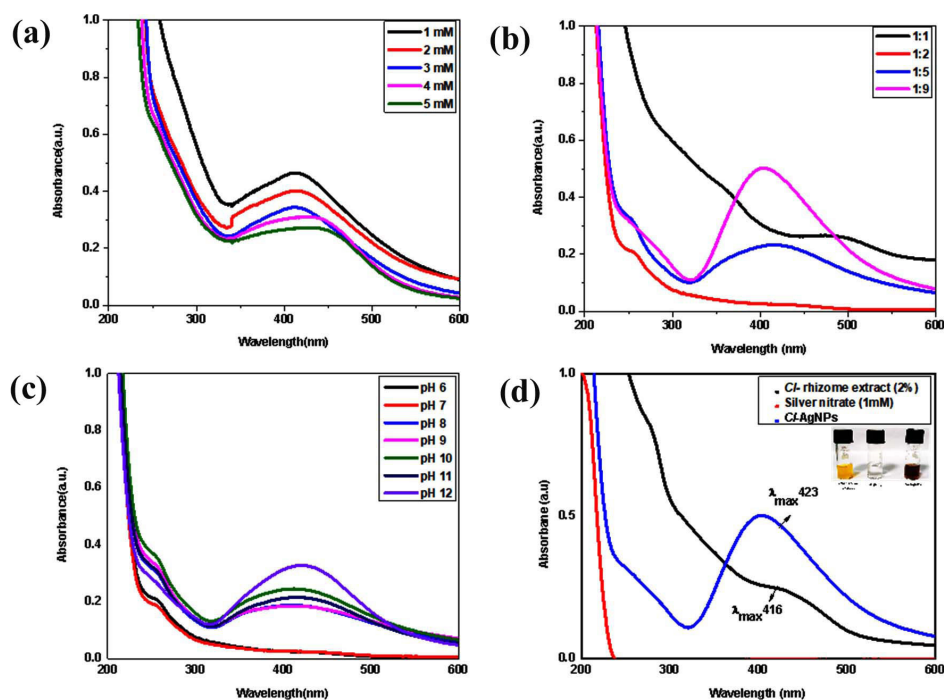 (a)
1 mM
2 mM
3 mM
4 mM
5 mM
Absorbance(a.u.)
1.0
0.8
0.6
0.4
0.2
0.0
200 300 400 500 600
Wavelength(nm)
(b)
1:1
1:2
1:5
1:9
Absorbance(a.u.)
1.0
0.8
0.6
0.4
0.2
0.0
200 300 400 500 600
Wavelength (nm)
(c)
pH 6
pH 7
pH 8
pH 9
pH 10
pH 11
pH 12
Absorbance(a.u.)
1.0
0.8
0.6
0.4
0.2
0.0
200 300 400 500 600
Wavelength(nm)
(d)
CI- rhizome extract (2%)
Silver nitrate (1mM)
CI-AgNPs
λmax423
λmax416
Absorbane (a.u)
1.0
0.5
0.0
200 300 400 500 600
Wavelength (nm)